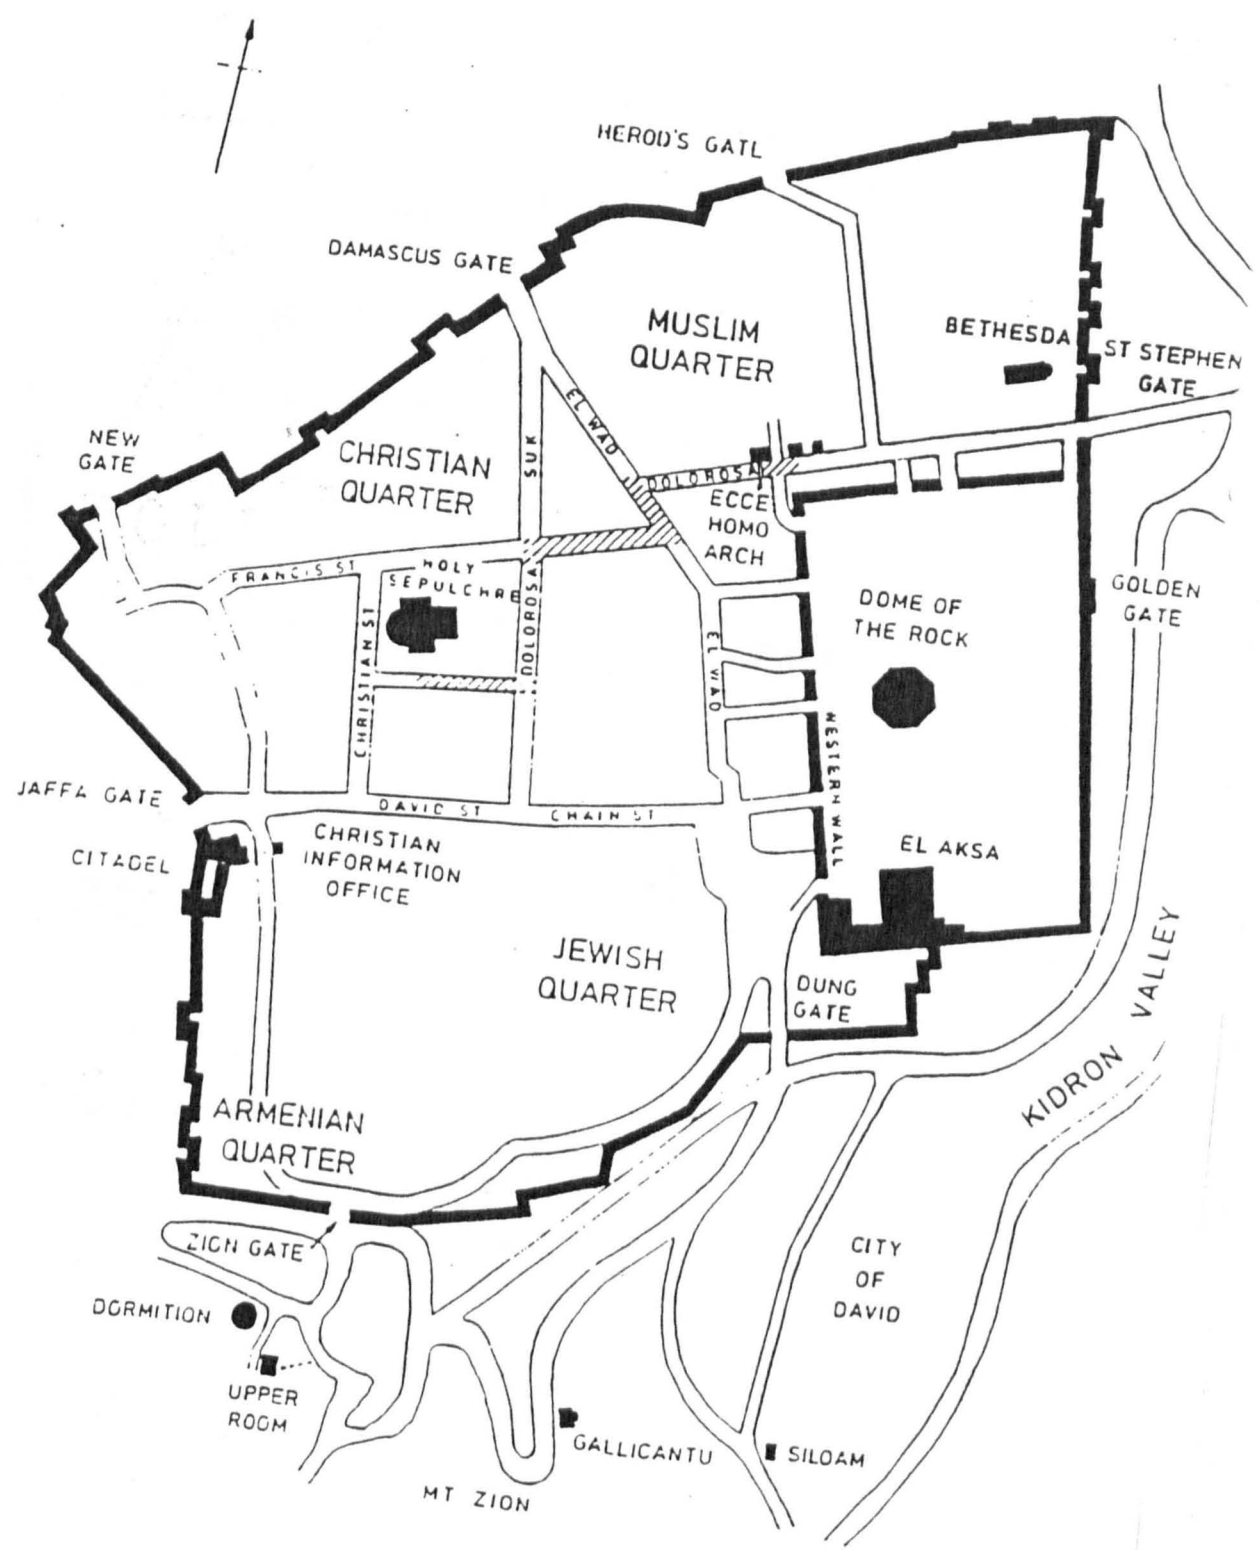 HEROD'S GATL
DAMASCUS GATE
MUSLIM
QUARTER
BETHESDA
ST STEPHEN
GATE
NEW
GATE
CHRISTIAN
QUARTER
SUK
EL WAD
DOLOROSA
ECCE
HOMO
ARCH
FRANCIS ST
HOLY
SEPULCHRE
DOLOROSA
CHRISTIAN ST
EL WAD
DOME OF
THE ROCK
GOLDEN
GATE
WESTERN WALL
JAFFA GATE
DAVID ST
CHAIN ST
CITADEL
CHRISTIAN
INFORMATION
OFFICE
EL AKSA
JEWISH
QUARTER
DUNG
GATE
KIDRON VALLEY
ARMENIAN
QUARTER
ZION GATE
CITY
OF
DAVID
DORMITION
UPPER
ROOM
GALLICANTU
SILOAM
MT ZION